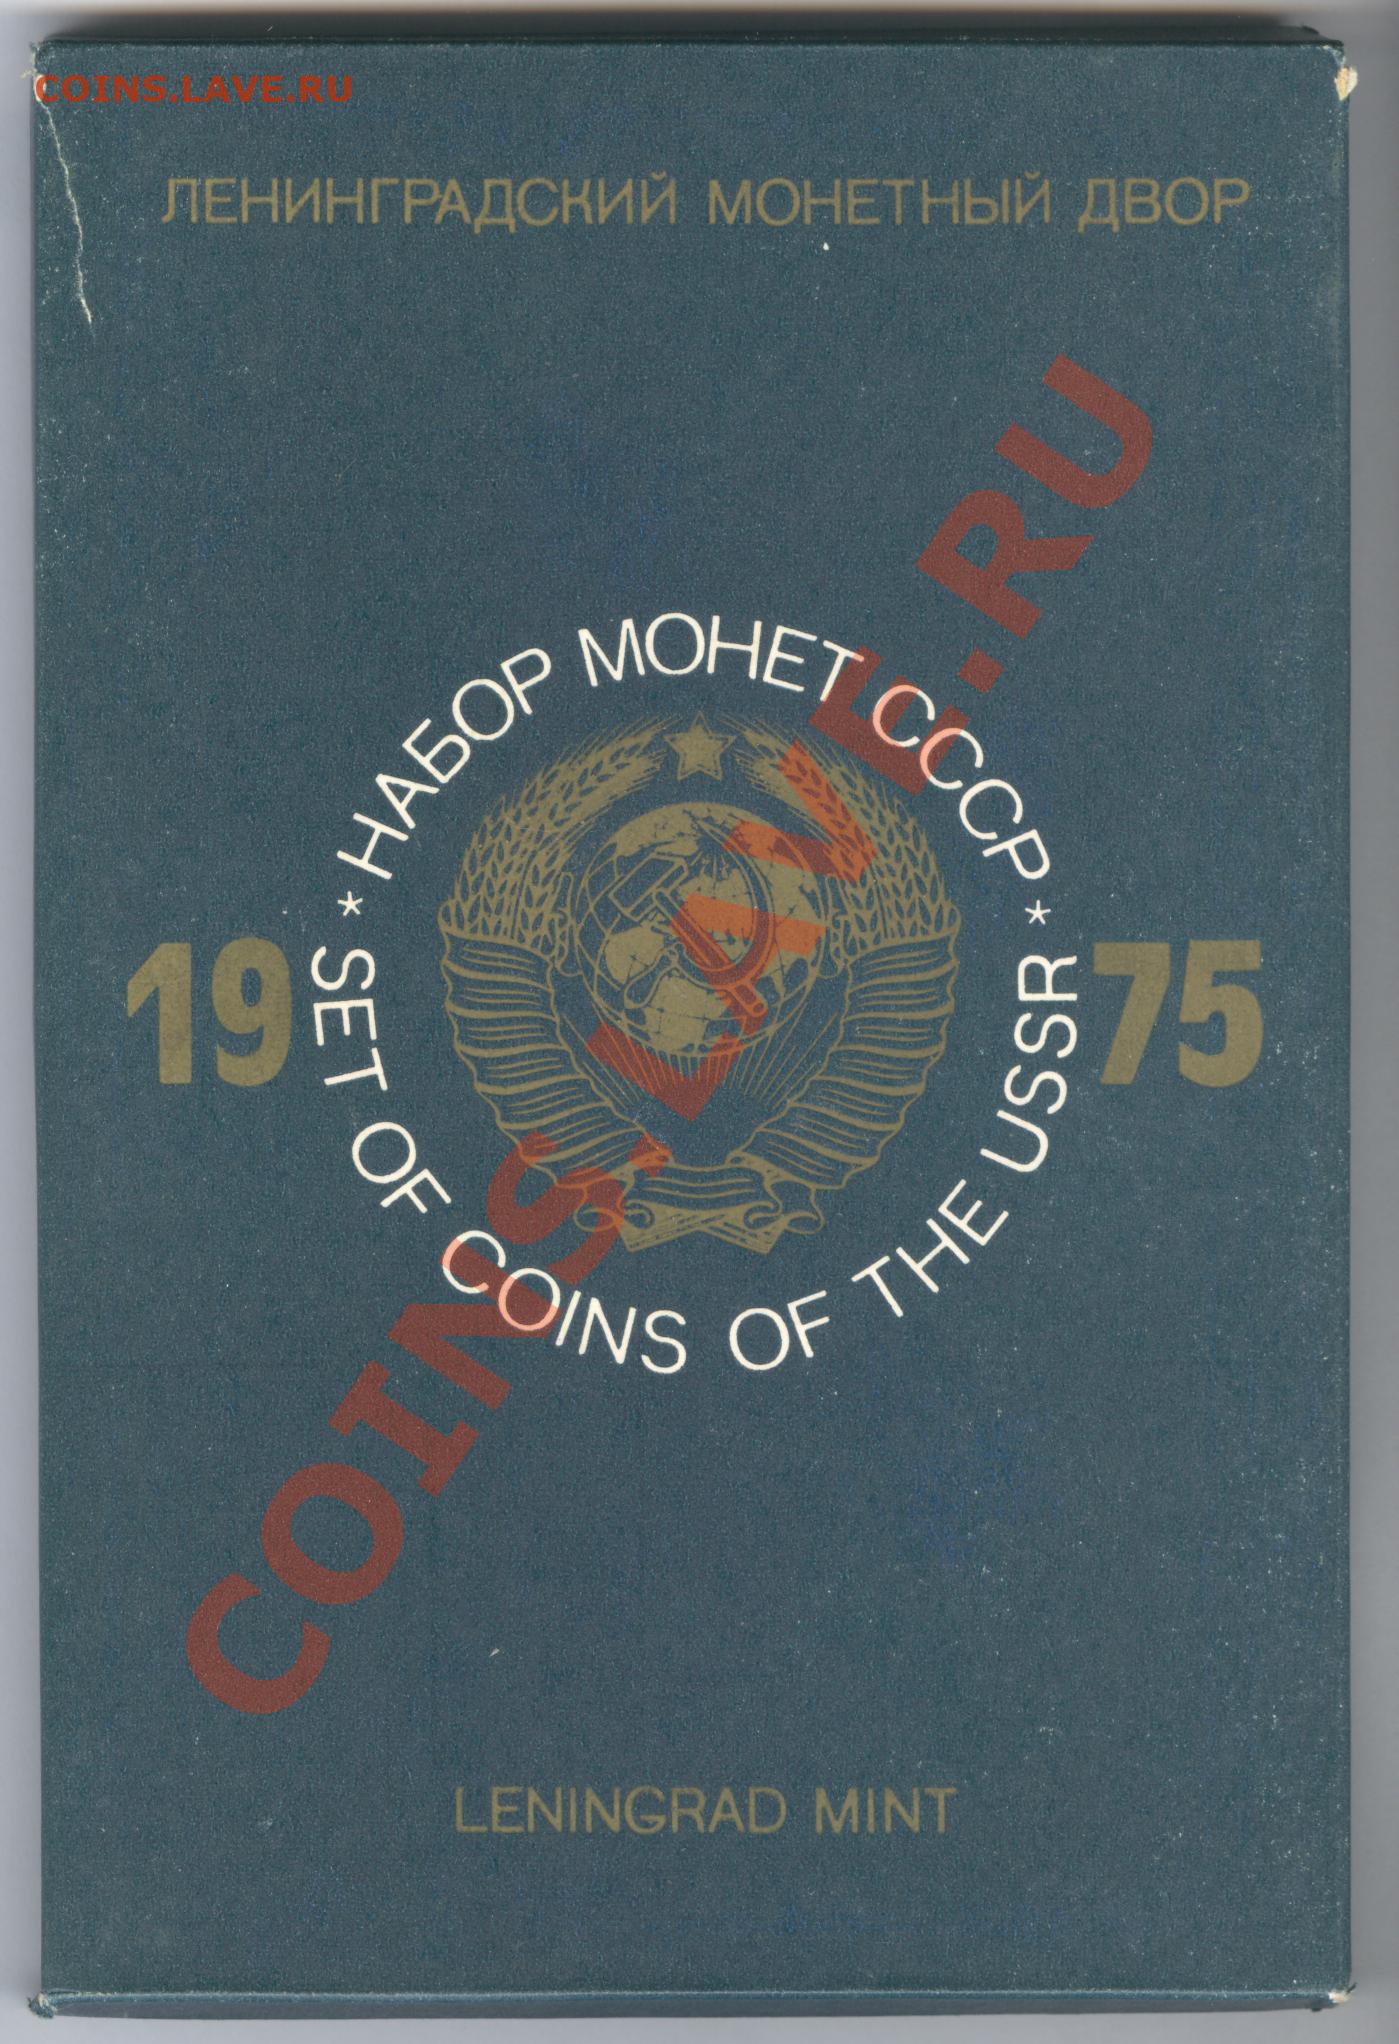 COINS.LAVE.RU
ЛЕНИНГРАДСКИЙ МОНЕТНЫЙ ДВОР
* НАБОР МОНЕТ СССР *
19 75
SET OF COINS OF THE USSR
COINS.LAVE.RU
LENINGRAD MINT